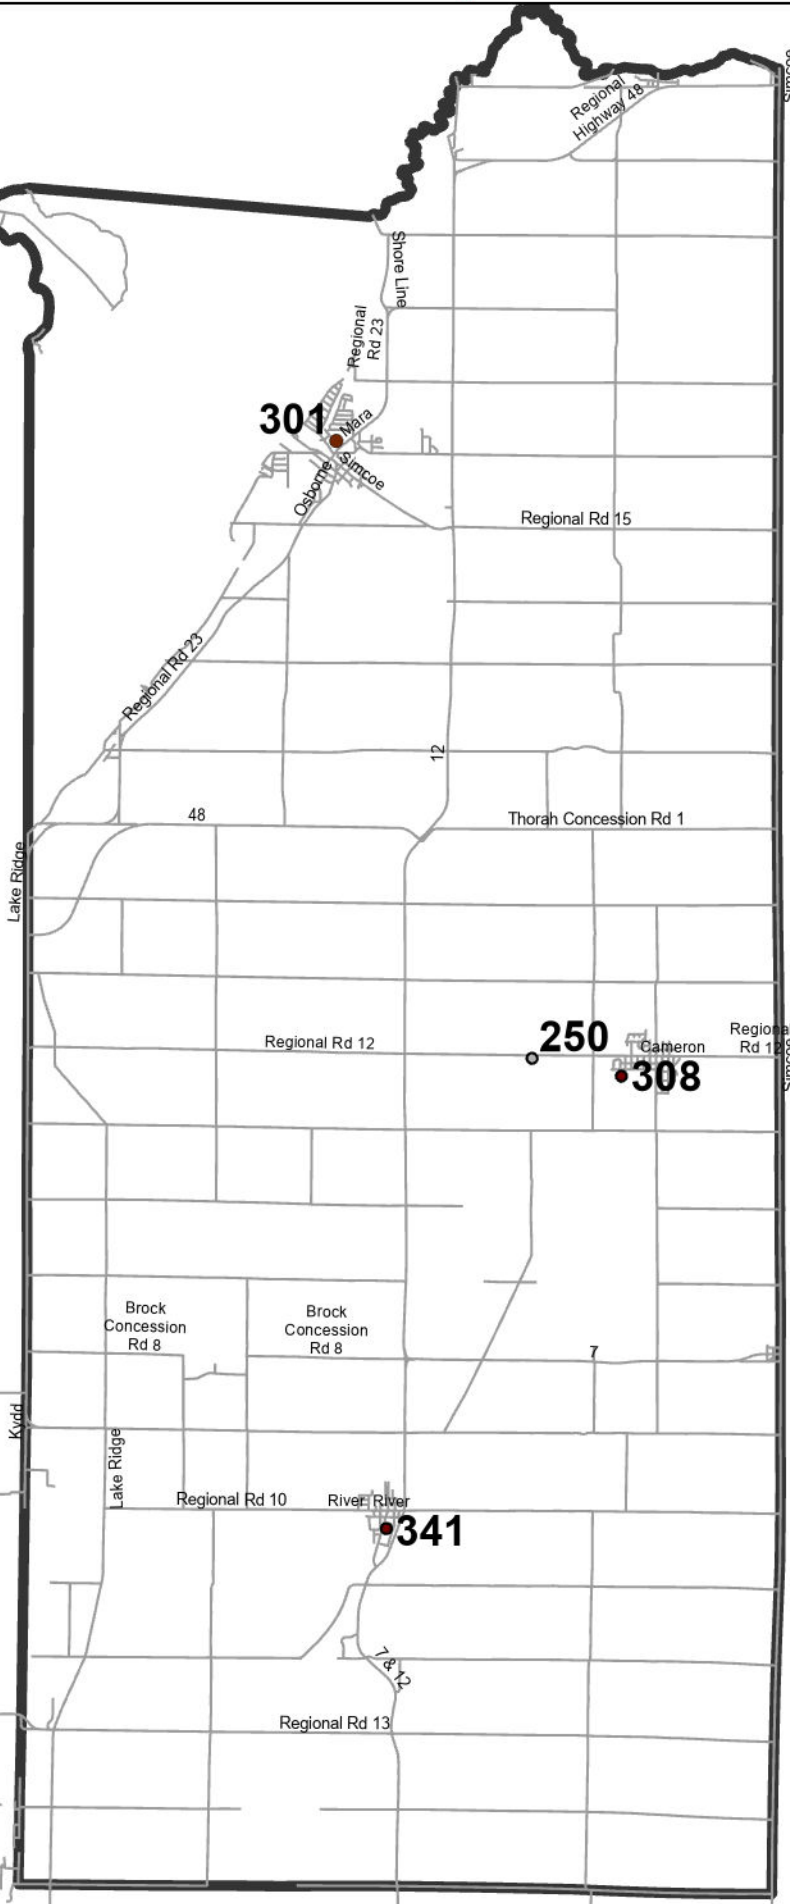 Simcoe
Regional
Highway 48
Shore Line
Regional
Rd 23
301
Mara
Simcoe
Osborne
Regional Rd 15
Regional Rd 23
12
48
Thorah Concession Rd 1
Lake Ridge
250
Regional Rd 12
Cameron
Regional
Rd 12
308
Simcoe
Brock
Concession
Rd 8
Brock
Concession
Rd 8
7
Kydd
Lake Ridge
Regional Rd 10
River
River
341
7 & 12
Regional Rd 13